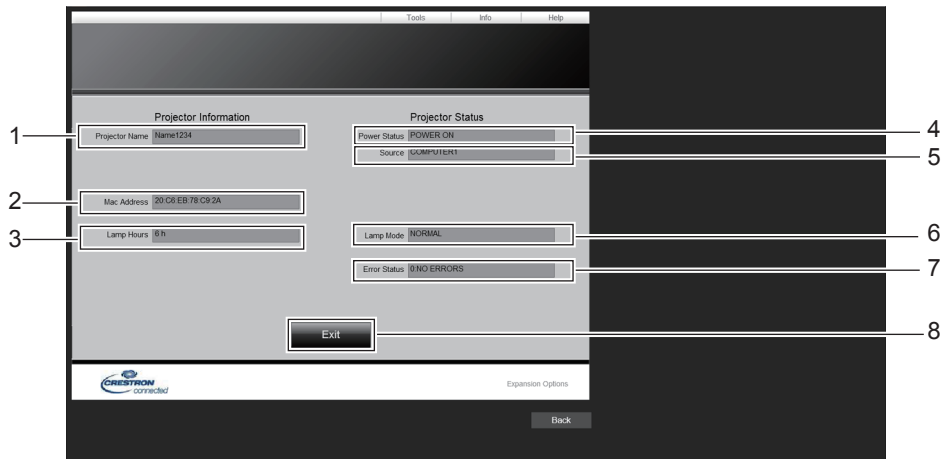 Tools Info Help
Projector Information
Projector Status
1 Projector Name Name1234
Power Status POWER ON 4
Source COMPUTER1 5
2 Mac Address 20:C6:EB:78:C9:2A
3 Lamp Hours 6 h
Lamp Mode NORMAL 6
Error Status 0:NO ERRORS 7
Exit 8
CRESTRON
connected
Expansion Options
Back